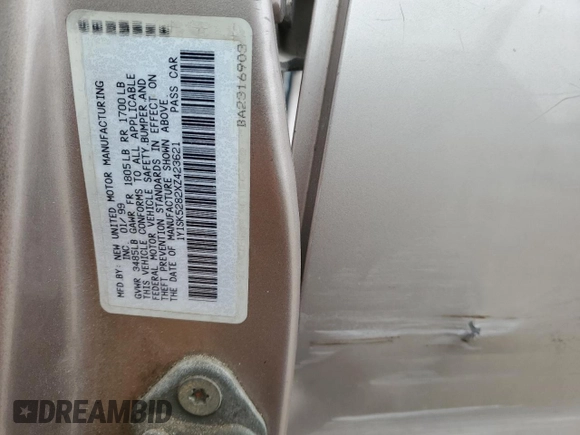 MFD BY: NEW UNITED MOTOR MANUFACTURING
INC 01/99
GVWR 3485LB GAWR FR 1805LB RR 1700LB
THIS VEHICLE CONFORMS TO ALL APPLICABLE
FEDERAL MOTOR VEHICLE SAFETY, BUMPER, AND
THEFT PREVENTION STANDARDS IN EFFECT ON
THE DATE OF MANUFACTURE SHOWN ABOVE.
1Y1SK5282XZ423621 PASS CAR
BA2316903
DREAMBID